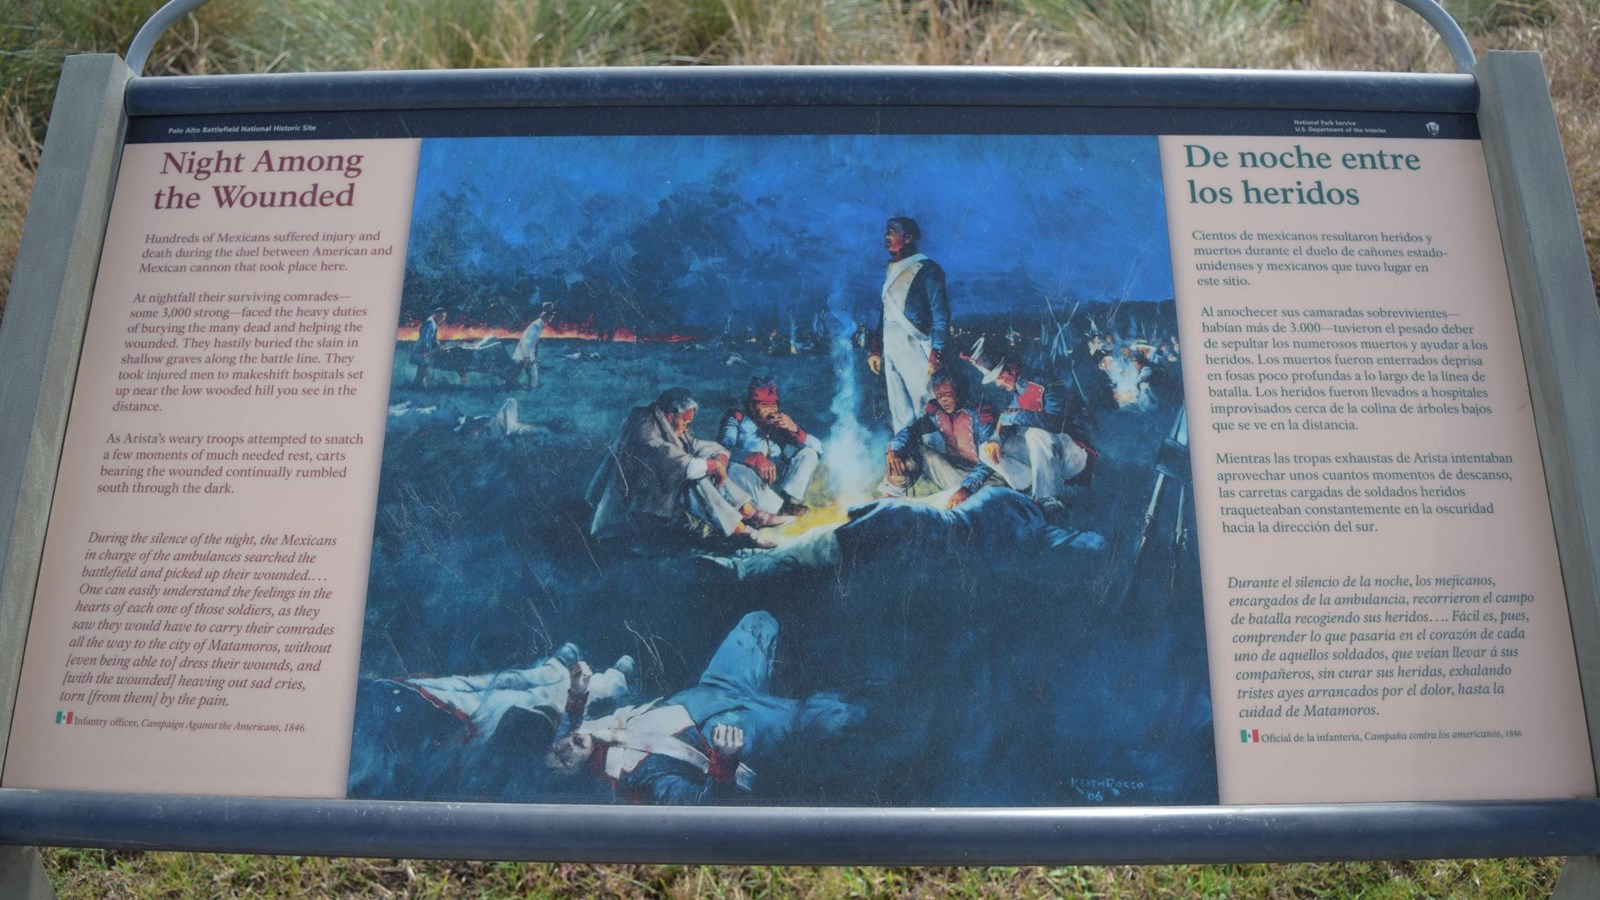 Palo Alto Battlefield National Historic Site
National Park Service
U.S. Department of the Interior
Night Among
the Wounded
Hundreds of Mexicans suffered injury and
death during the duel between American and
Mexican cannon that took place here.
At nightfall their surviving comrades—
some 3,000 strong—faced the heavy duties
of burying the many dead and helping the
wounded. They hastily buried the slain in
shallow graves along the battle line. They
took injured men to makeshift hospitals set
up near the low wooded hill you see in the
distance.
As Arista's weary troops attempted to snatch
a few moments of much needed rest, carts
bearing the wounded continually rumbled
south through the dark.
During the silence of the night, the Mexicans
in charge of the ambulances searched the
battlefield and picked up their wounded....
One can easily understand the feelings in the
hearts of each one of those soldiers, as they
saw they would have to carry their comrades
all the way to the city of Matamoros, without
[even being able to] dress their wounds, and
[with the wounded] heaving out sad cries,
torn [from them] by the pain.
Infantry officer, Campaign Against the Americans, 1846
KEITH ROCCO
06
De noche entre
los heridos
Cientos de mexicanos resultaron heridos y
muertos durante el duelo de cañones estado-
unidenses y mexicanos que tuvo lugar en
este sitio.
Al anochecer sus camaradas sobrevivientes—
habían más de 3.000—tuvieron el pesado deber
de sepultar los numerosos muertos y ayudar a los
heridos. Los muertos fueron enterrados deprisa
en fosas poco profundas a lo largo de la línea de
batalla. Los heridos fueron llevados a hospitales
improvisados cerca de la colina de árboles bajos
que se ve en la distancia.
Mientras las tropas exhaustas de Arista intentaban
aprovechar unos cuantos momentos de descanso,
las carretas cargadas de soldados heridos
traqueteaban constantemente en la oscuridad
hacia la dirección del sur.
Durante el silencio de la noche, los mejicanos,
encargados de la ambulancia, recorrieron el campo
de batalla recogiendo sus heridos.... Fácil es, pues,
comprender lo que pasaria en el corazón de cada
uno de aquellos soldados, que veían llevar á sus
compañeros, sin curar sus heridas, exhalando
tristes ayes arrancados por el dolor, hasta la
cuidad de Matamoros.
Oficial de la infantería, Campaña contra los americanos, 1846